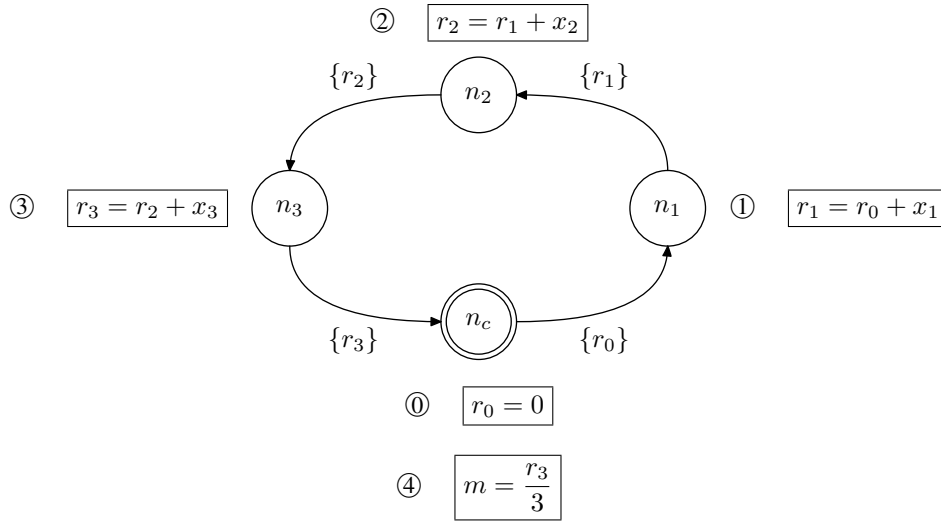 ② r₂ = r₁ + x₂
{r₂} {r₁}
n₂
③ r₃ = r₂ + x₃ n₃ n₁ ① r₁ = r₀ + x₁
n_c
{r₃} {r₀}
⓪ r₀ = 0
④ m = r₃/3